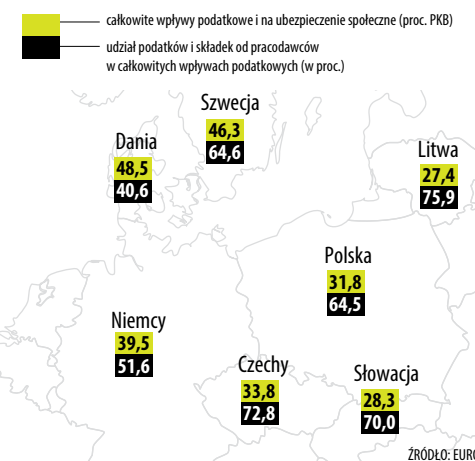 całkowite wpływy podatkowe i na ubezpieczenie społeczne (proc. PKB)
udział podatków i składek od pracodawców
w całkowitych wpływach podatkowych (w proc.)
Szwecja
46,3
64,6
Dania
48,5
40,6
Litwa
27,4
75,9
Polska
31,8
64,5
Niemcy
39,5
51,6
Czechy
33,8
72,8
Słowacja
28,3
70,0
ŹRÓDŁO: EURO